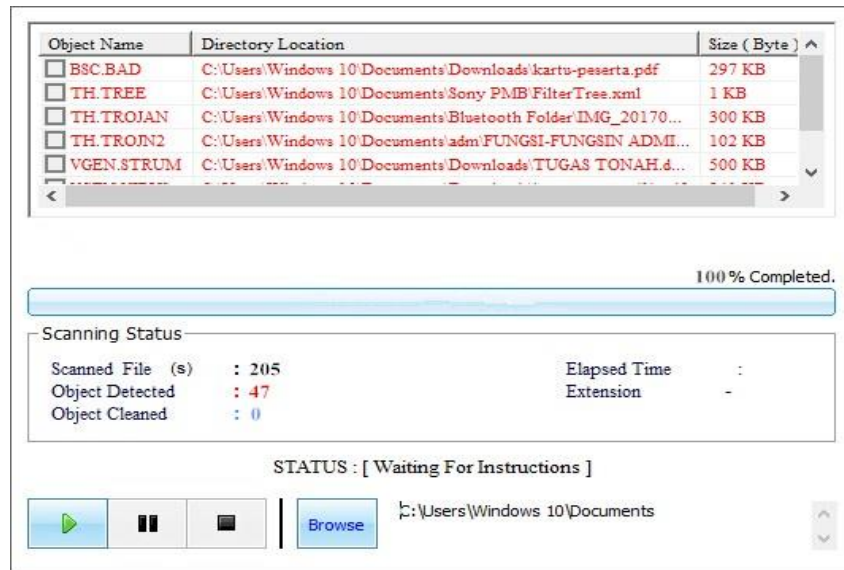 Object Name Directory Location Size ( Byte )
BSC.BAD C:\Users\Windows 10\Documents\Downloads\kartu-peserta.pdf 297 KB
TH.TREE C:\Users\Windows 10\Documents\Sony PMB\FilterTree.xml 1 KB
TH.TROJAN C:\Users\Windows 10\Documents\Bluetooth Folder\IMG_20170... 300 KB
TH.TROJN2 C:\Users\Windows 10\Documents\adm\FUNGSI-FUNGSIN ADMI... 102 KB
VGEN.STRUM C:\Users\Windows 10\Documents\Downloads\TUGAS TONAH.d... 500 KB
100% Completed.
Scanning Status
Scanned File (s) : 205 Elapsed Time :
Object Detected : 47 Extension -
Object Cleaned : 0
STATUS : [ Waiting For Instructions ]
Browse C:\Users\Windows 10\Documents